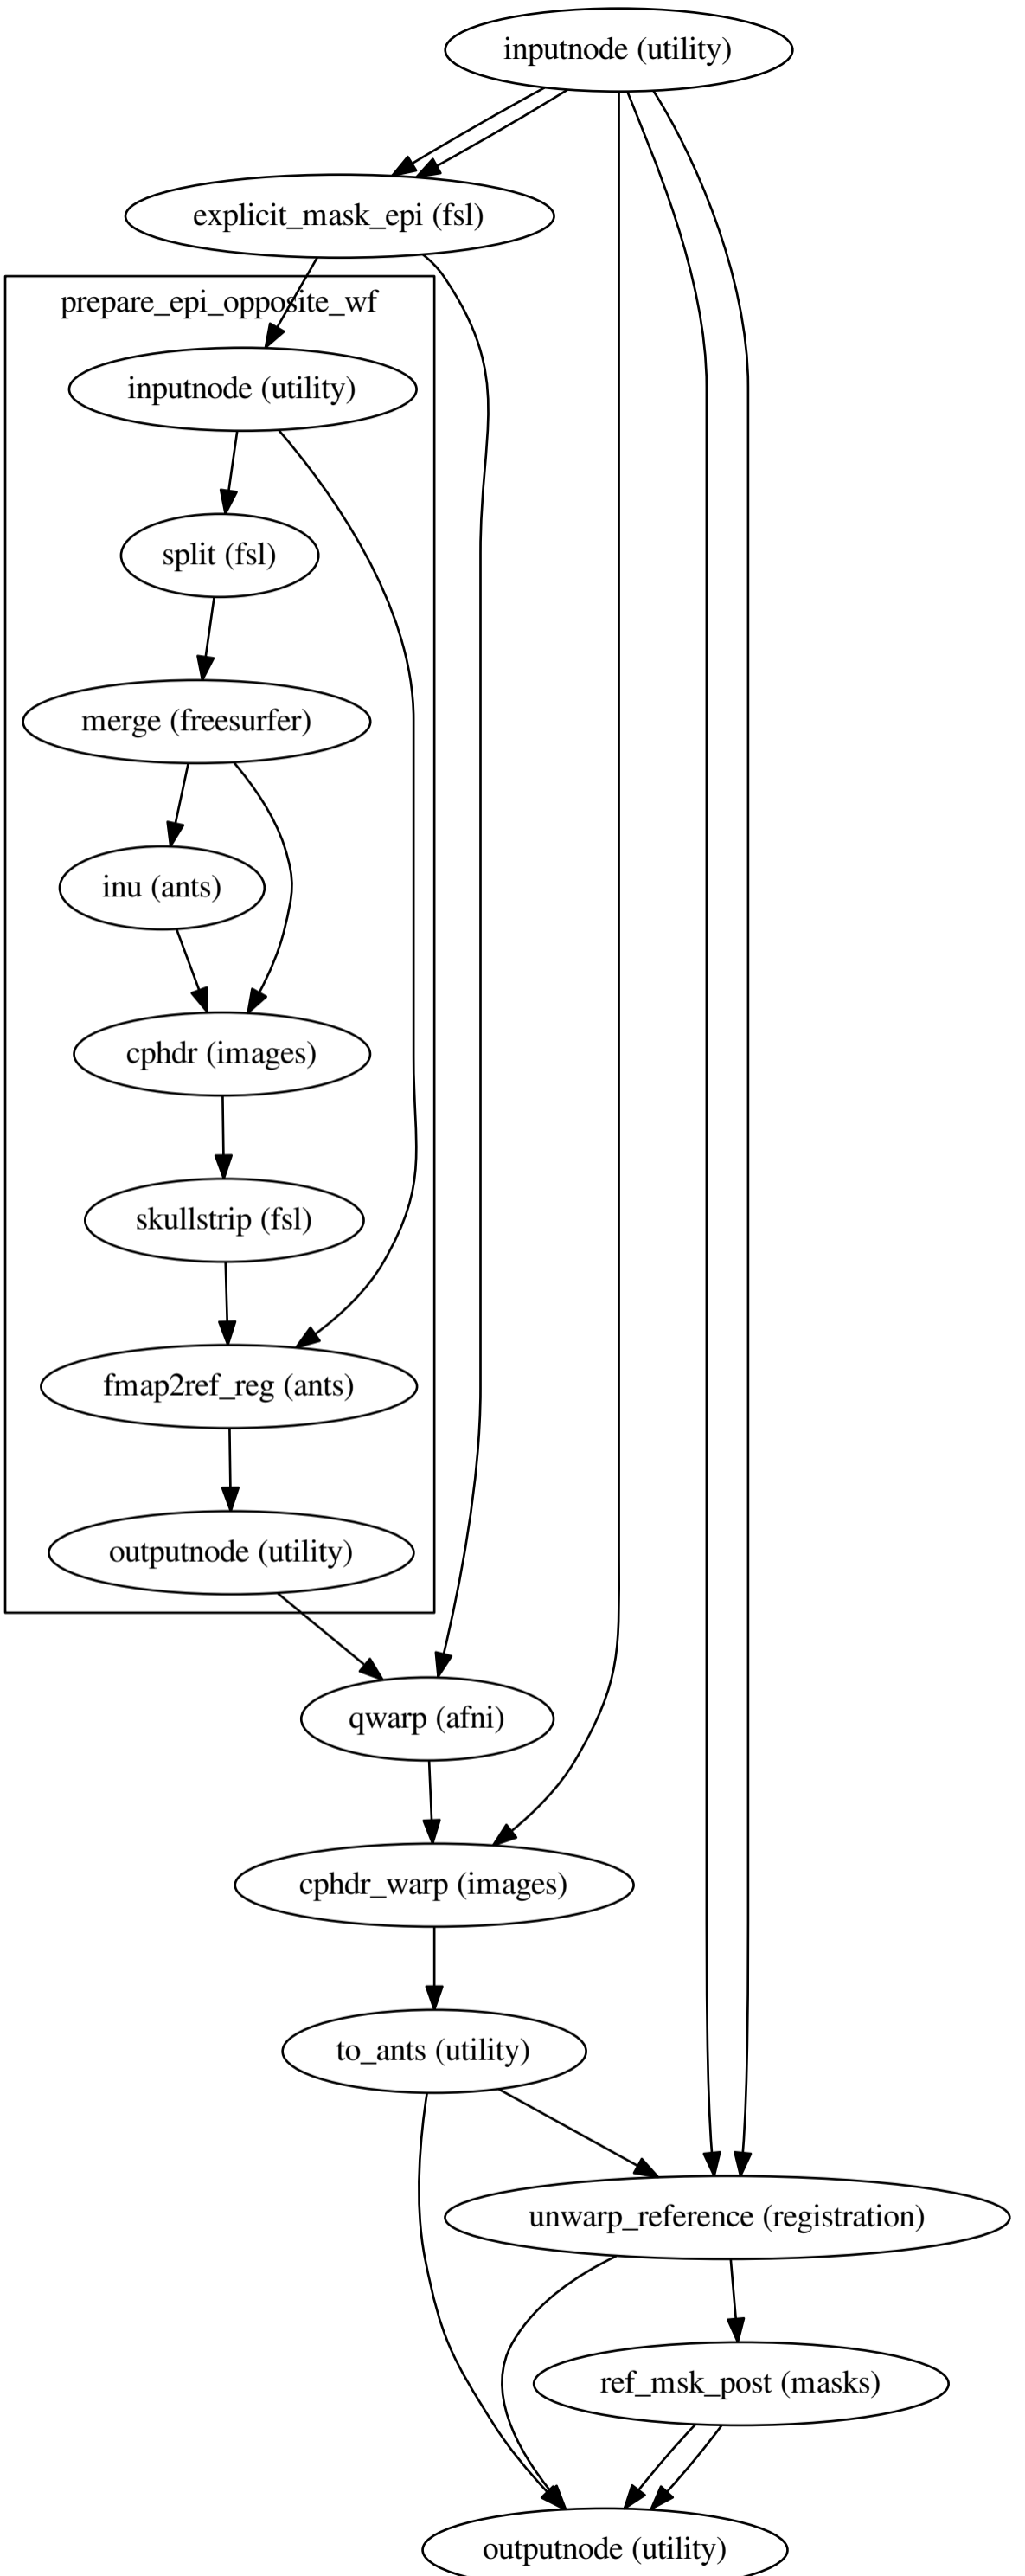 inputnode (utility)
explicit_mask_epi (fsl)
prepare_epi_opposite_wf
inputnode (utility)
split (fsl)
merge (freesurfer)
inu (ants)
cphdr (images)
skullstrip (fsl)
fmap2ref_reg (ants)
outputnode (utility)
qwarp (afni)
cphdr_warp (images)
to_ants (utility)
unwarp_reference (registration)
ref_msk_post (masks)
outputnode (utility)